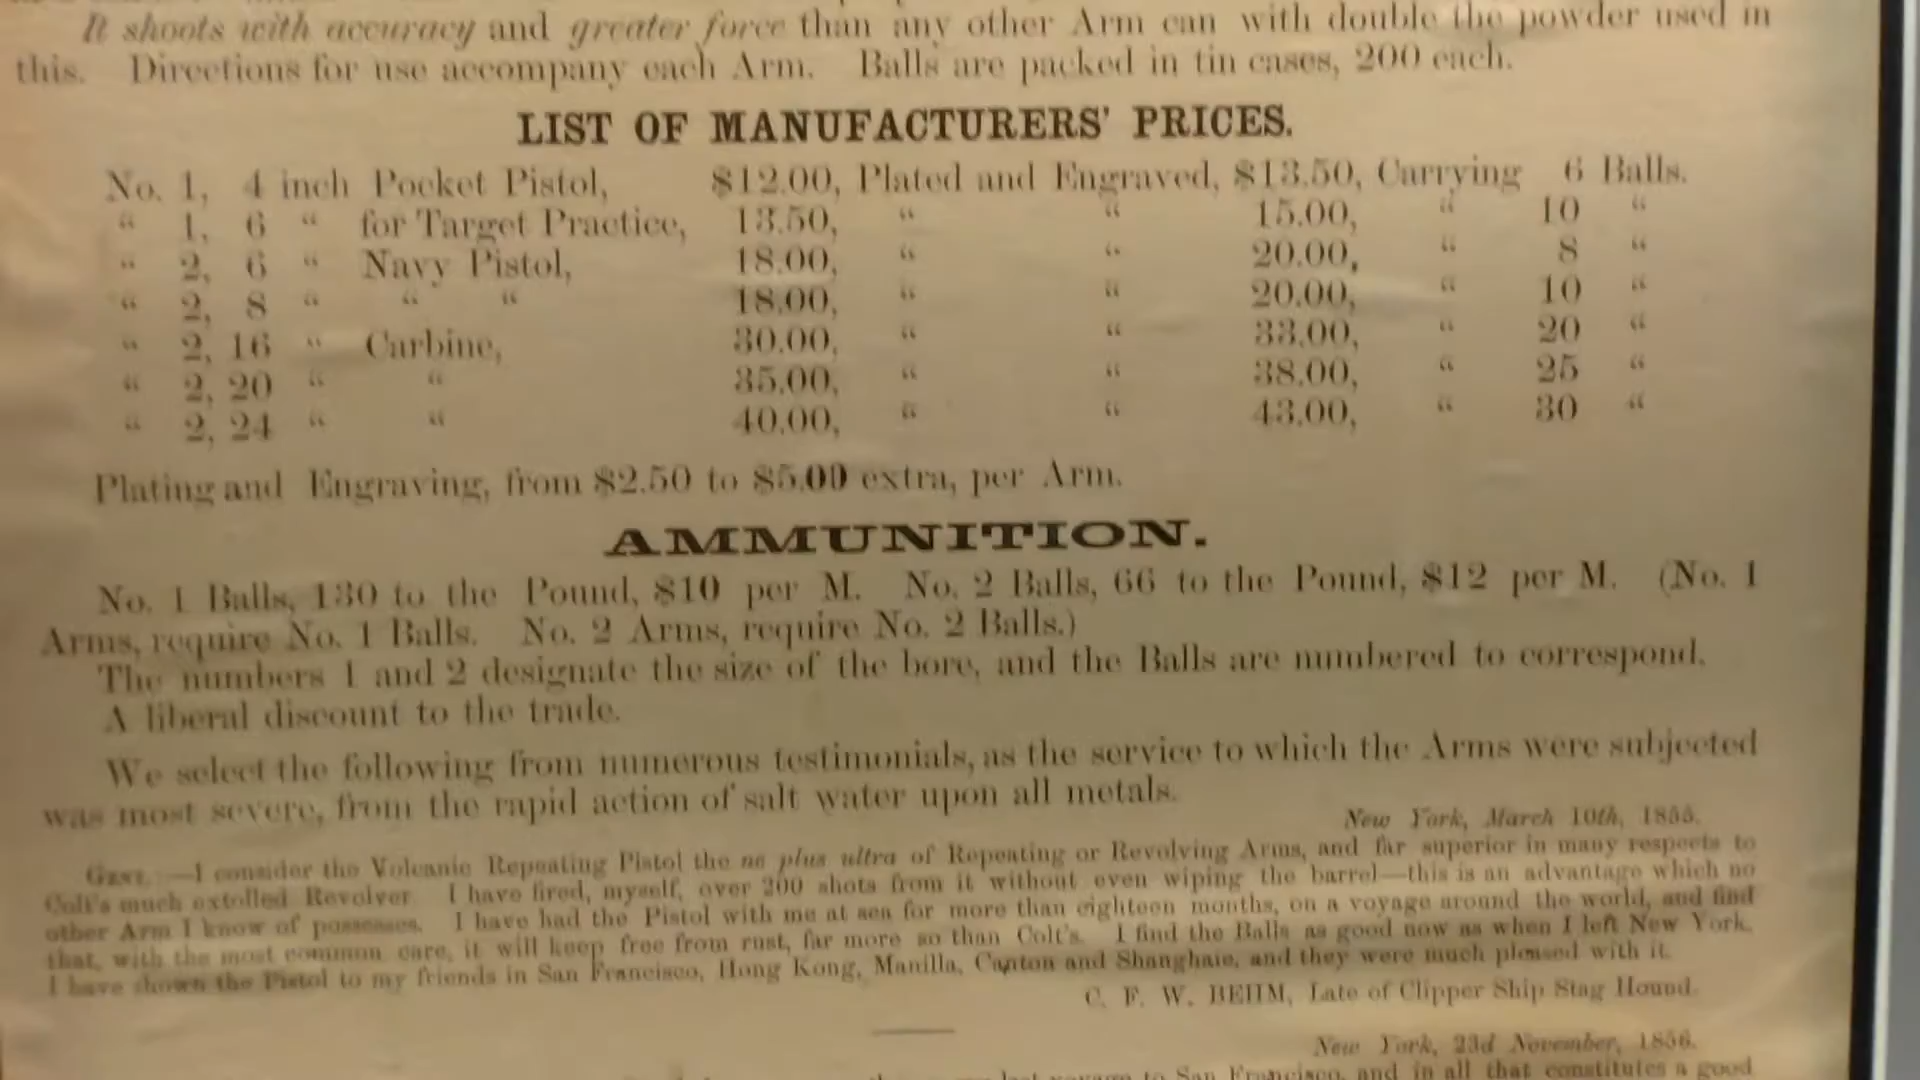 It shoots with accuracy and greater force than any other Arm can with double the powder used in
this. Directions for use accompany each Arm. Balls are packed in tin cases, 200 each.
LIST OF MANUFACTURERS' PRICES.
No. 1, 4 inch Pocket Pistol, $12.00, Plated and Engraved, $13.50, Carrying 6 Balls.
“ 1, 6 “ for Target Practice, 13.50, “ “ 15.00, “ 10 “
“ 2, 6 “ Navy Pistol, 18.00, “ “ 20.00, “ 8 “
“ 2, 8 “ “ “ 18.00, “ “ 20.00, “ 10 “
“ 2, 16 “ Carbine, 30.00, “ “ 33.00, “ 20 “
“ 2, 20 “ “ 35.00, “ “ 38.00, “ 25 “
“ 2, 24 “ “ 40.00, “ “ 43.00, “ 30 “
Plating and Engraving, from $2.50 to $5.00 extra, per Arm.
AMMUNITION.
No. 1 Balls, 130 to the Pound, $10 per M. No. 2 Balls, 66 to the Pound, $12 per M. (No. 1
Arms, require No. 1 Balls. No. 2 Arms, require No. 2 Balls.)
The numbers 1 and 2 designate the size of the bore, and the Balls are numbered to correspond.
A liberal discount to the trade.
We select the following from numerous testimonials, as the service to which the Arms were subjected
was most severe, from the rapid action of salt water upon all metals.
New York, March 10th, 1855.
GENT.—I consider the Volcanic Repeating Pistol the ne plus ultra of Repeating or Revolving Arms, and far superior in many respects to
Colt's much extolled Revolver. I have fired, myself, over 200 shots from it without even wiping the barrel—this is an advantage which no
other Arm I know of possesses. I have had the Pistol with me at sea for more than eighteen months, on a voyage around the world, and find
that, with the most common care, it will keep free from rust, far more so than Colt's. I find the Balls as good now as when I left New York.
I have shown the Pistol to my friends in San Francisco, Hong Kong, Manilla, Canton and Shanghaie, and they were much pleased with it.
C. F. W. BEHM, Late of Clipper Ship Stag Hound.
New York, 23d November, 1856.
last voyage to San Francisco, and in all that constitutes a good